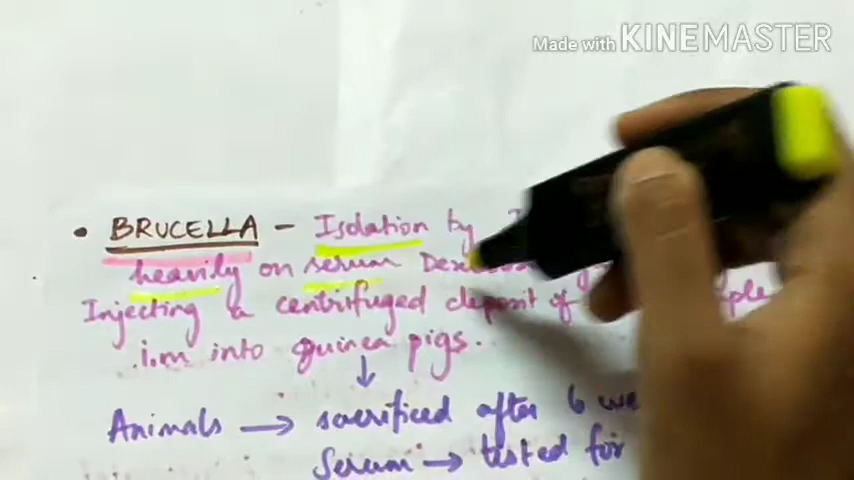 Made with KINEMASTER
• BRUCELLA - Isolation by
heavily on serum
Injecting a centrifuged deposit of
i.m into guinea pigs.
↓
Animals → sacrificed after 6
Serum → tested for